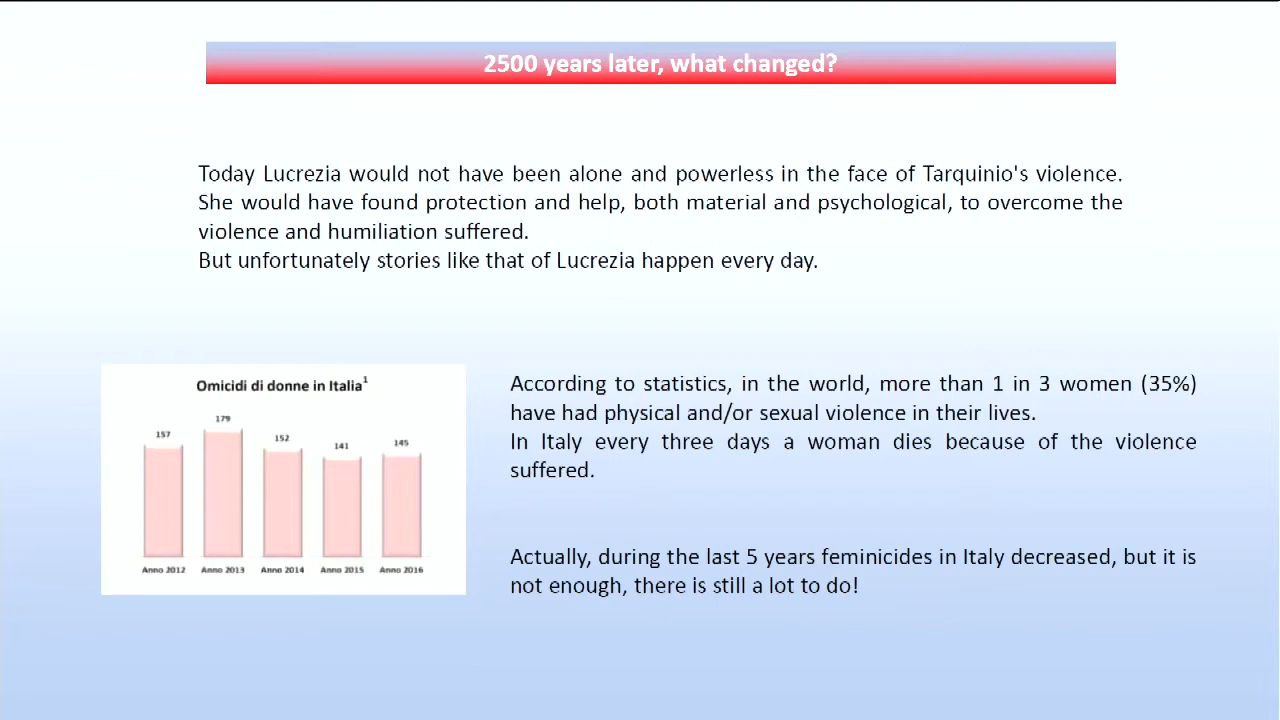 2500 years later, what changed?
Today Lucrezia would not have been alone and powerless in the face of Tarquinio's violence.
She would have found protection and help, both material and psychological, to overcome the
violence and humiliation suffered.
But unfortunately stories like that of Lucrezia happen every day.
Omicidi di donne in Italia¹
157
179
152
141
145
Anno 2012
Anno 2013
Anno 2014
Anno 2015
Anno 2016
According to statistics, in the world, more than 1 in 3 women (35%)
have had physical and/or sexual violence in their lives.
In Italy every three days a woman dies because of the violence
suffered.
Actually, during the last 5 years feminicides in Italy decreased, but it is
not enough, there is still a lot to do!